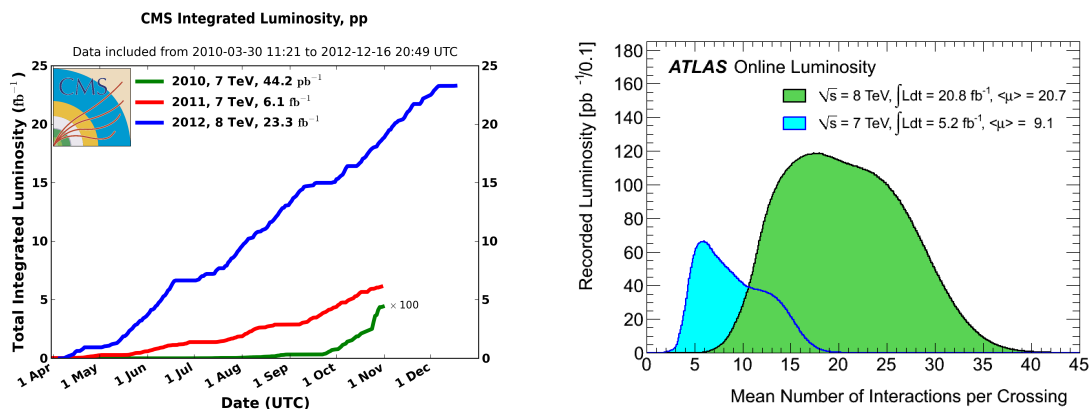 CMS Integrated Luminosity, pp
Data included from 2010-03-30 11:21 to 2012-12-16 20:49 UTC
CMS
2010, 7 TeV, 44.2 pb⁻¹
2011, 7 TeV, 6.1 fb⁻¹
2012, 8 TeV, 23.3 fb⁻¹
Total Integrated Luminosity (fb⁻¹)
25
20
15
10
5
0
25
20
15
10
5
0
× 100
1 Apr
1 May
1 Jun
1 Jul
1 Aug
1 Sep
1 Oct
1 Nov
1 Dec
Date (UTC)
ATLAS Online Luminosity
√s = 8 TeV, ∫Ldt = 20.8 fb⁻¹, <μ> = 20.7
√s = 7 TeV, ∫Ldt = 5.2 fb⁻¹, <μ> = 9.1
Recorded Luminosity [pb⁻¹/0.1]
180
160
140
120
100
80
60
40
20
0
0
5
10
15
20
25
30
35
40
45
Mean Number of Interactions per Crossing